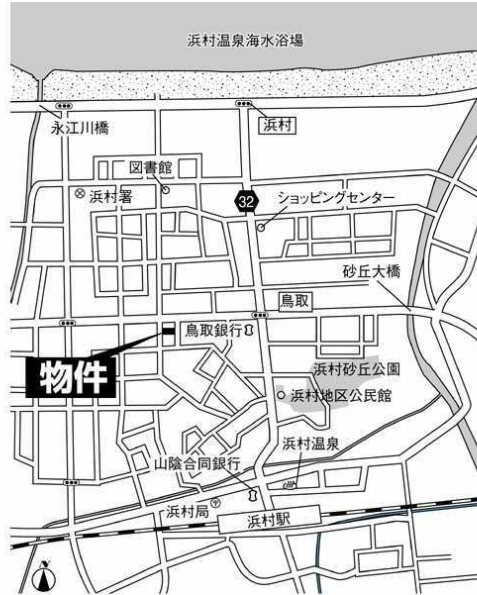 浜村温泉海水浴場
永江川橋
浜村
図書館
浜村署
32
ショッピングセンター
砂丘大橋
鳥取
鳥取銀行
物件
浜村砂丘公園
浜村地区公民館
浜村温泉
山陰合同銀行
浜村局
浜村駅
N